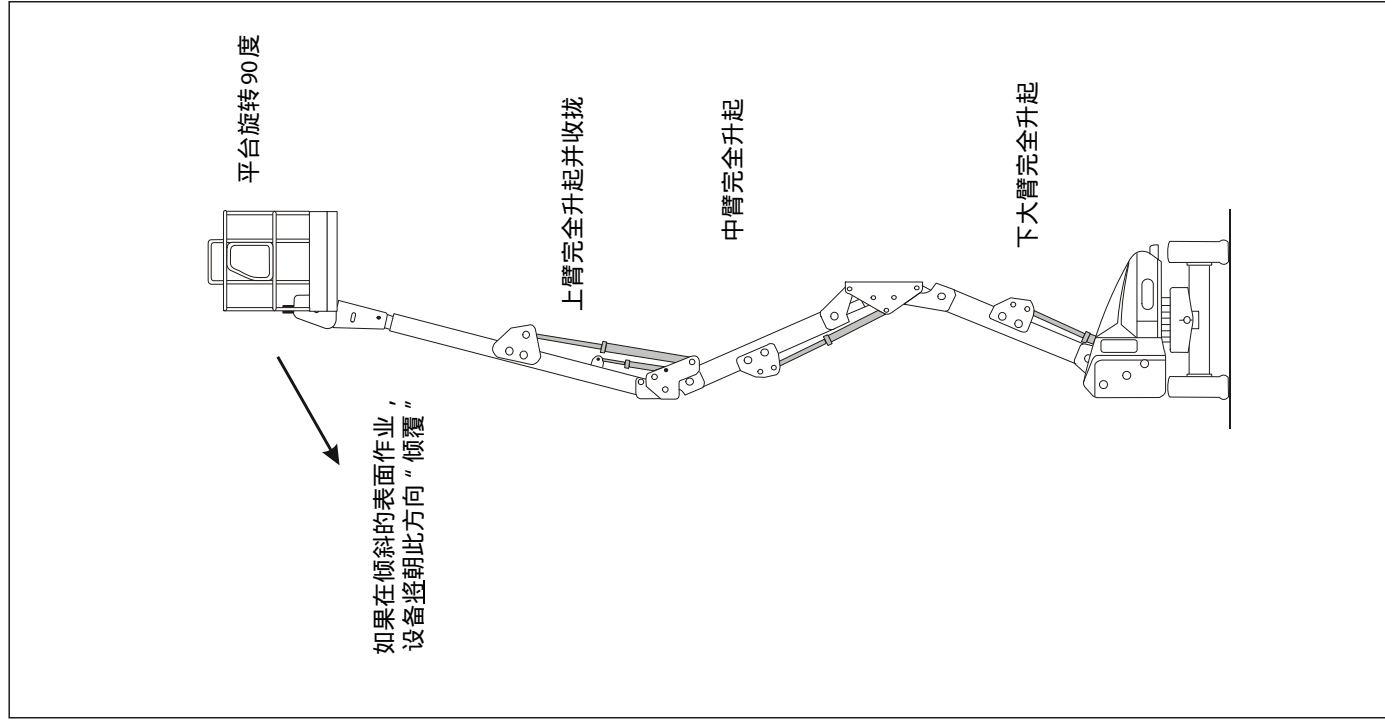 平台旋转90度
上臂完全升起并收拢
中臂完全升起
下大臂完全升起
如果在倾斜的表面作业，
设备将朝此方向“倾覆”